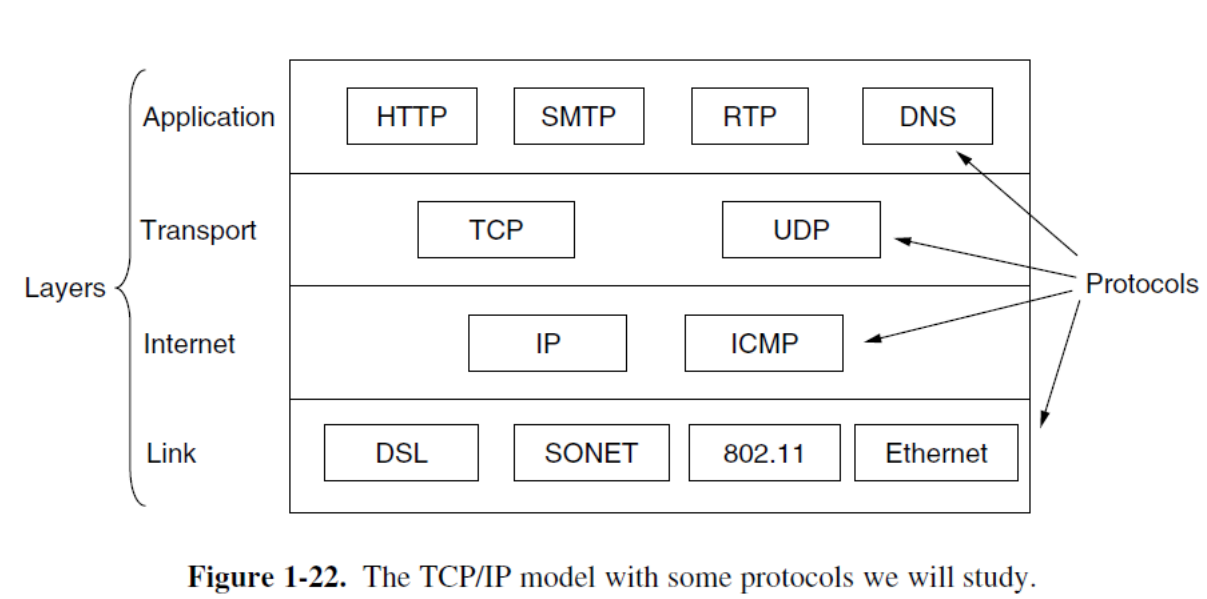 Application HTTP SMTP RTP DNS
Transport TCP UDP
Layers Protocols
Internet IP ICMP
Link DSL SONET 802.11 Ethernet
Figure 1-22. The TCP/IP model with some protocols we will study.